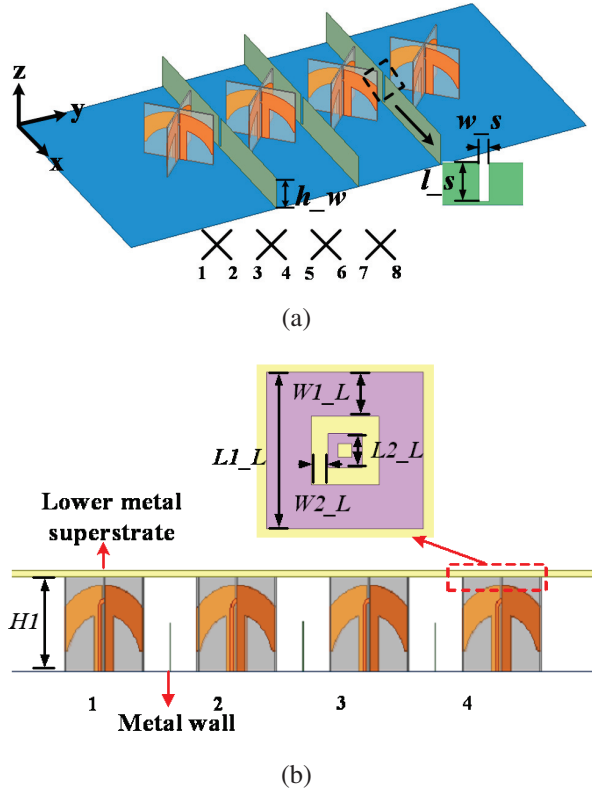 z
y
x
w_s
l_s
h_w
1 2 3 4 5 6 7 8
(a)
W1_L
L1_L
L2_L
W2_L
Lower metal
superstrate
H1
1 2 3 4
Metal wall
(b)